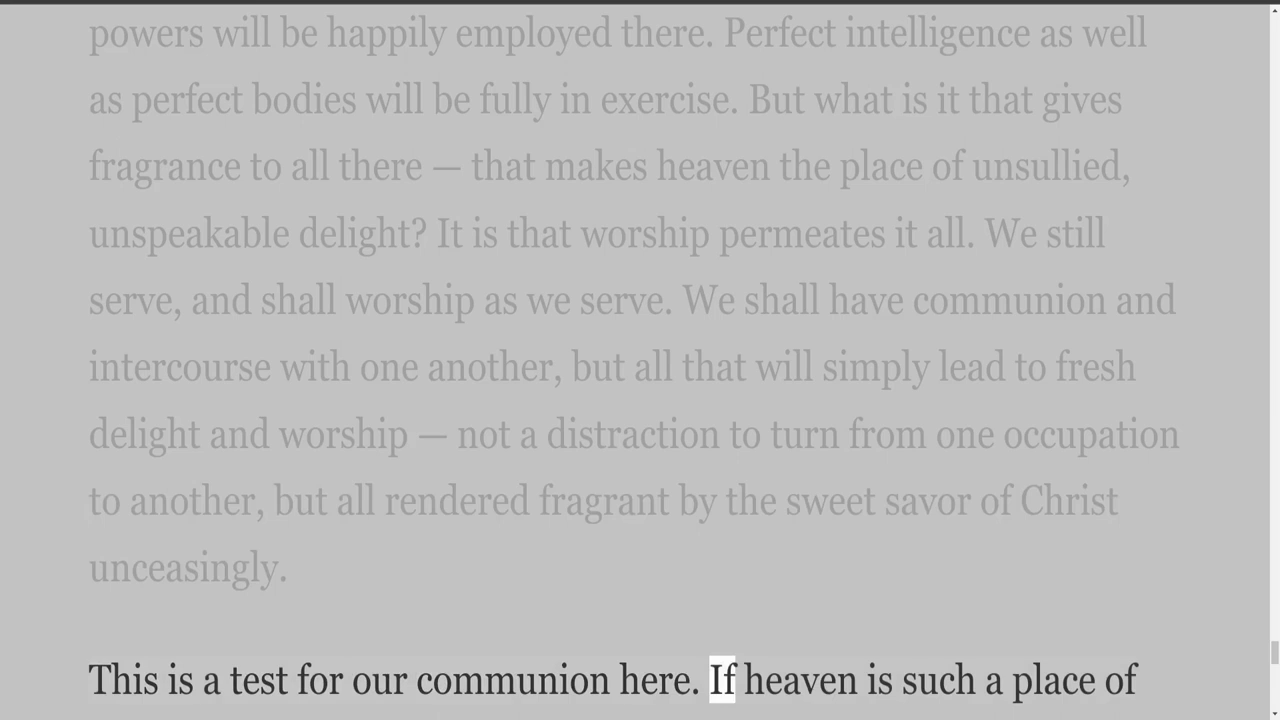 powers will be happily employed there. Perfect intelligence as well
as perfect bodies will be fully in exercise. But what is it that gives
fragrance to all there — that makes heaven the place of unsullied,
unspeakable delight? It is that worship permeates it all. We still
serve, and shall worship as we serve. We shall have communion and
intercourse with one another, but all that will simply lead to fresh
delight and worship — not a distraction to turn from one occupation
to another, but all rendered fragrant by the sweet savor of Christ
unceasingly.
This is a test for our communion here. If heaven is such a place of